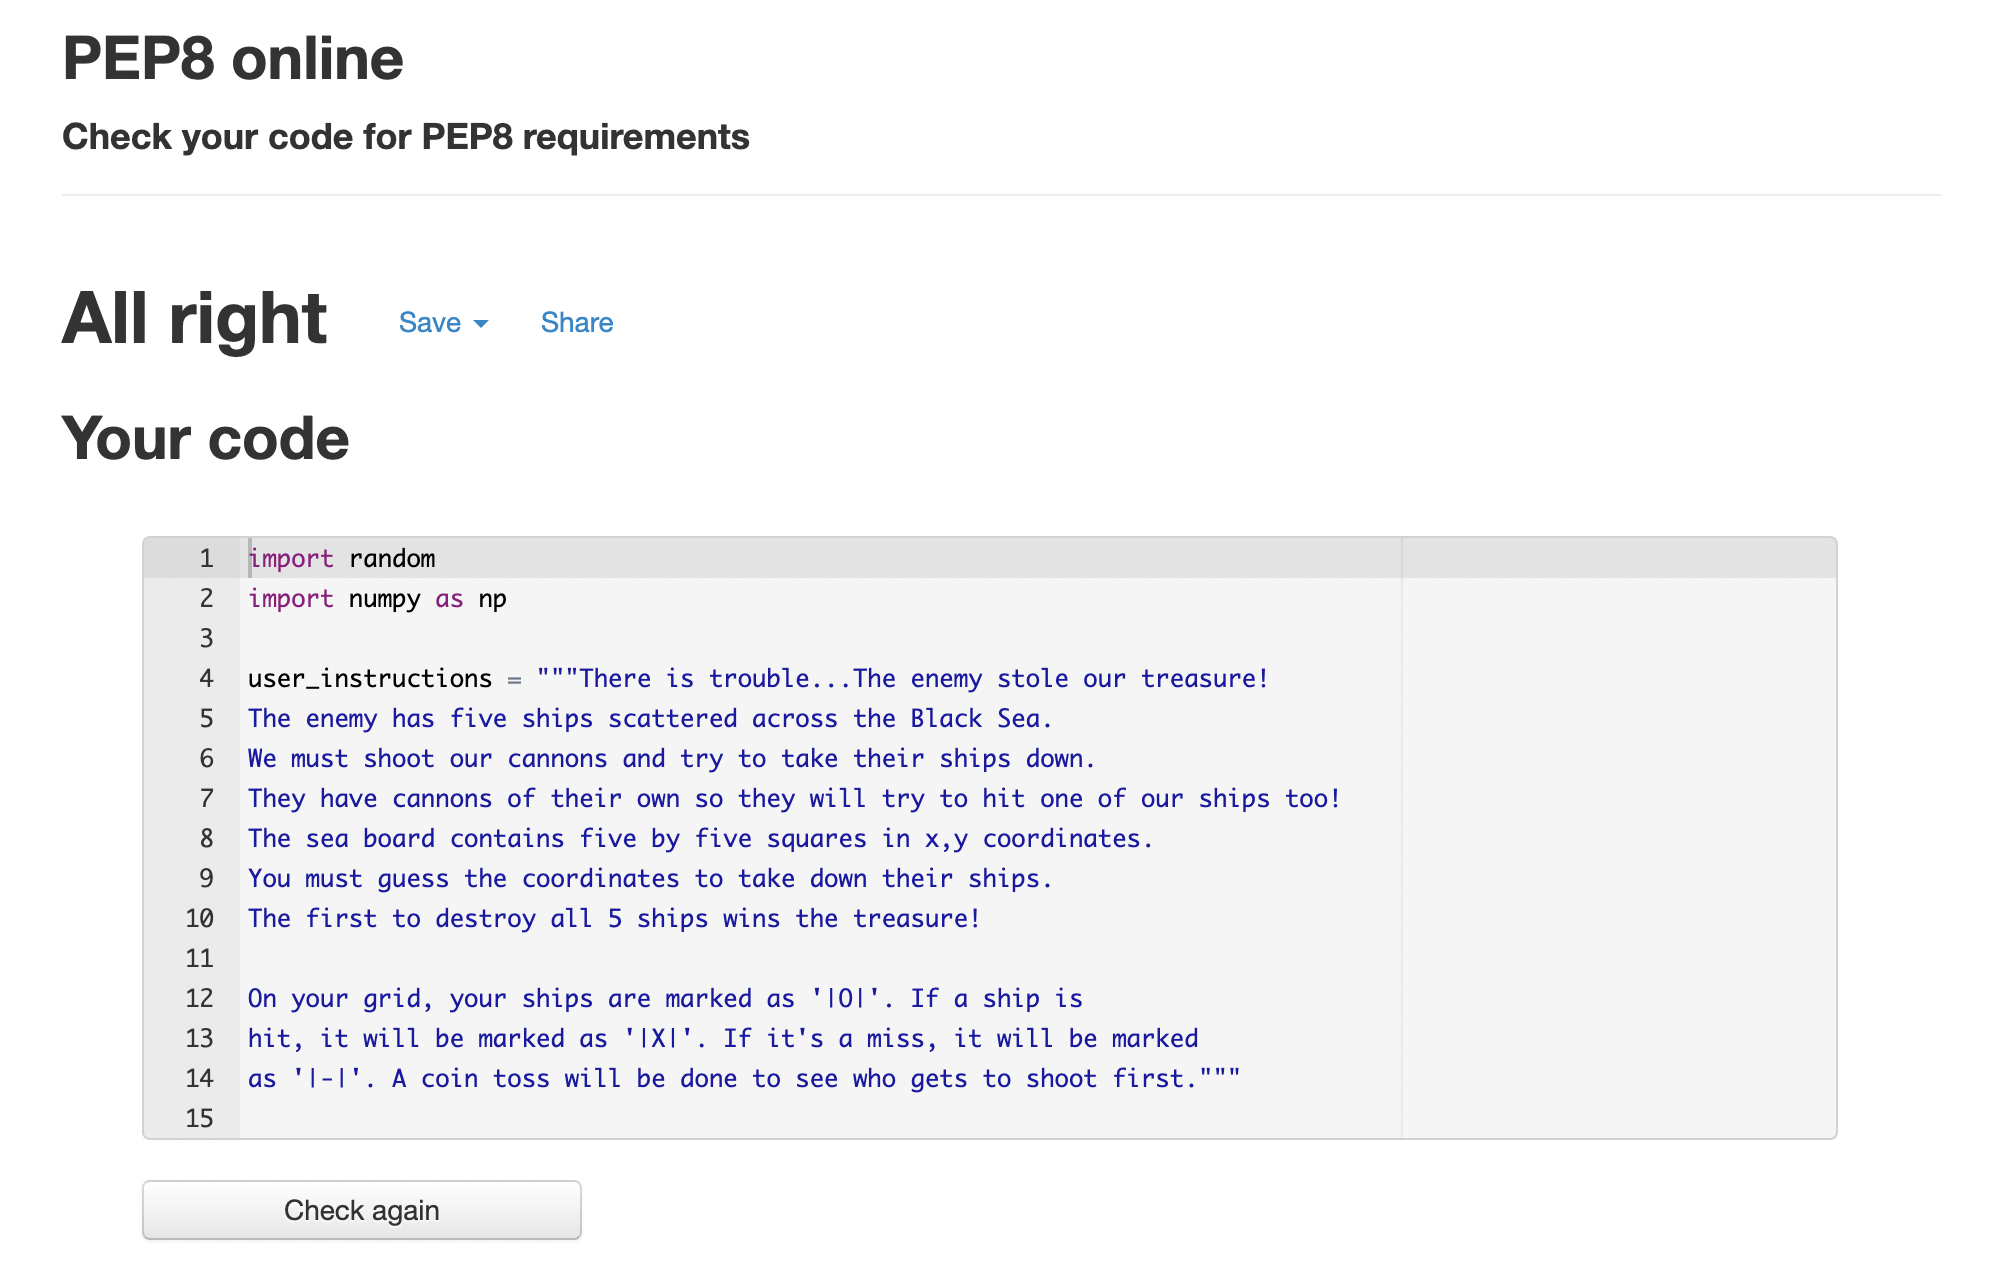 PEP8 online
Check your code for PEP8 requirements
All right Save Share
Your code
1 import random
2 import numpy as np
3
4 user_instructions = """There is trouble...The enemy stole our treasure!
5 The enemy has five ships scattered across the Black Sea.
6 We must shoot our cannons and try to take their ships down.
7 They have cannons of their own so they will try to hit one of our ships too!
8 The sea board contains five by five squares in x,y coordinates.
9 You must guess the coordinates to take down their ships.
10 The first to destroy all 5 ships wins the treasure!
11
12 On your grid, your ships are marked as '|O|'. If a ship is
13 hit, it will be marked as '|X|'. If it's a miss, it will be marked
14 as '|-|'. A coin toss will be done to see who gets to shoot first."""
15
Check again